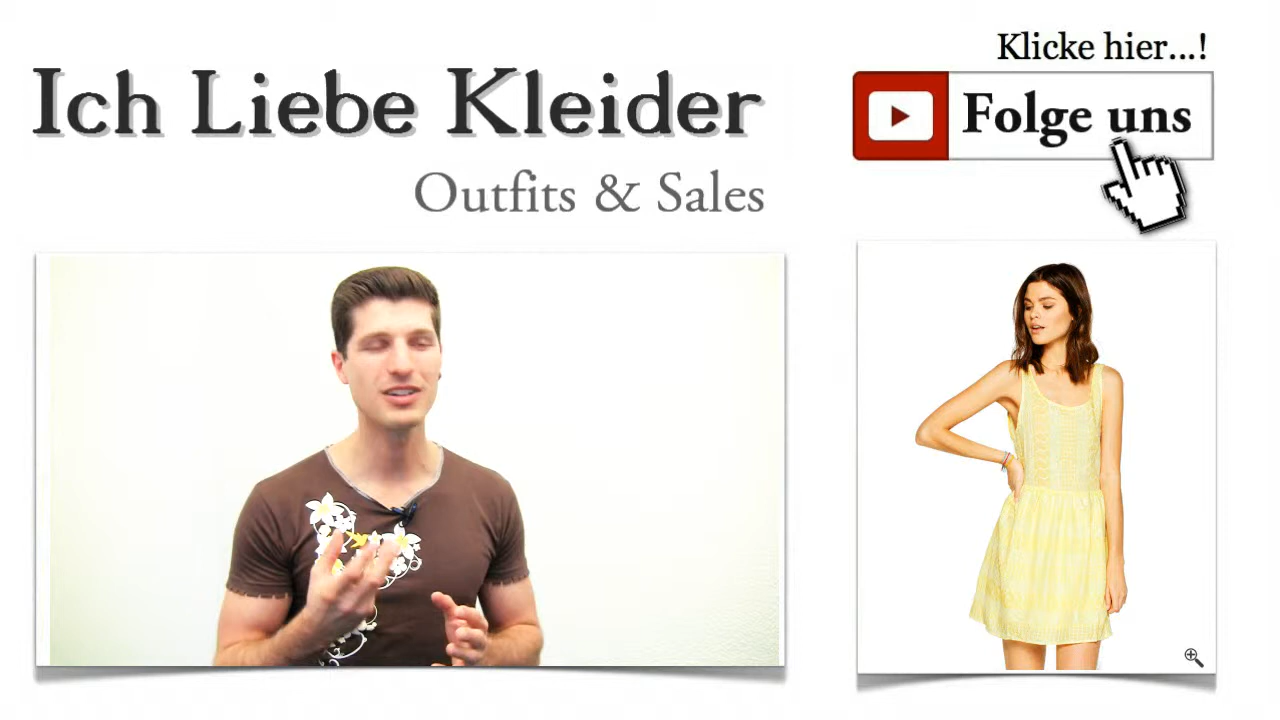 Ich Liebe Kleider
Outfits & Sales
Klicke hier...!
Folge uns